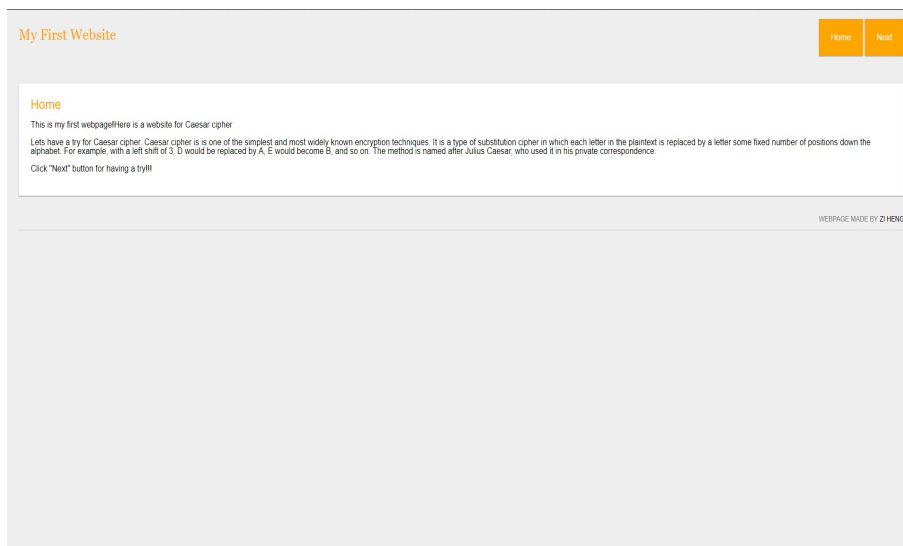 My First Website
Home
Next
Home
This is my first webpage!Here is a website for Caesar cipher
Lets have a try for Caesar cipher. Caesar cipher is is one of the simplest and most widely known encryption techniques. It is a type of substitution cipher in which each letter in the plaintext is replaced by a letter some fixed number of positions down the
alphabet. For example, with a left shift of 3, D would be replaced by A, E would become B, and so on. The method is named after Julius Caesar, who used it in his private correspondence.
Click "Next" button for having a try!!!
WEBPAGE MADE BY ZI HENG